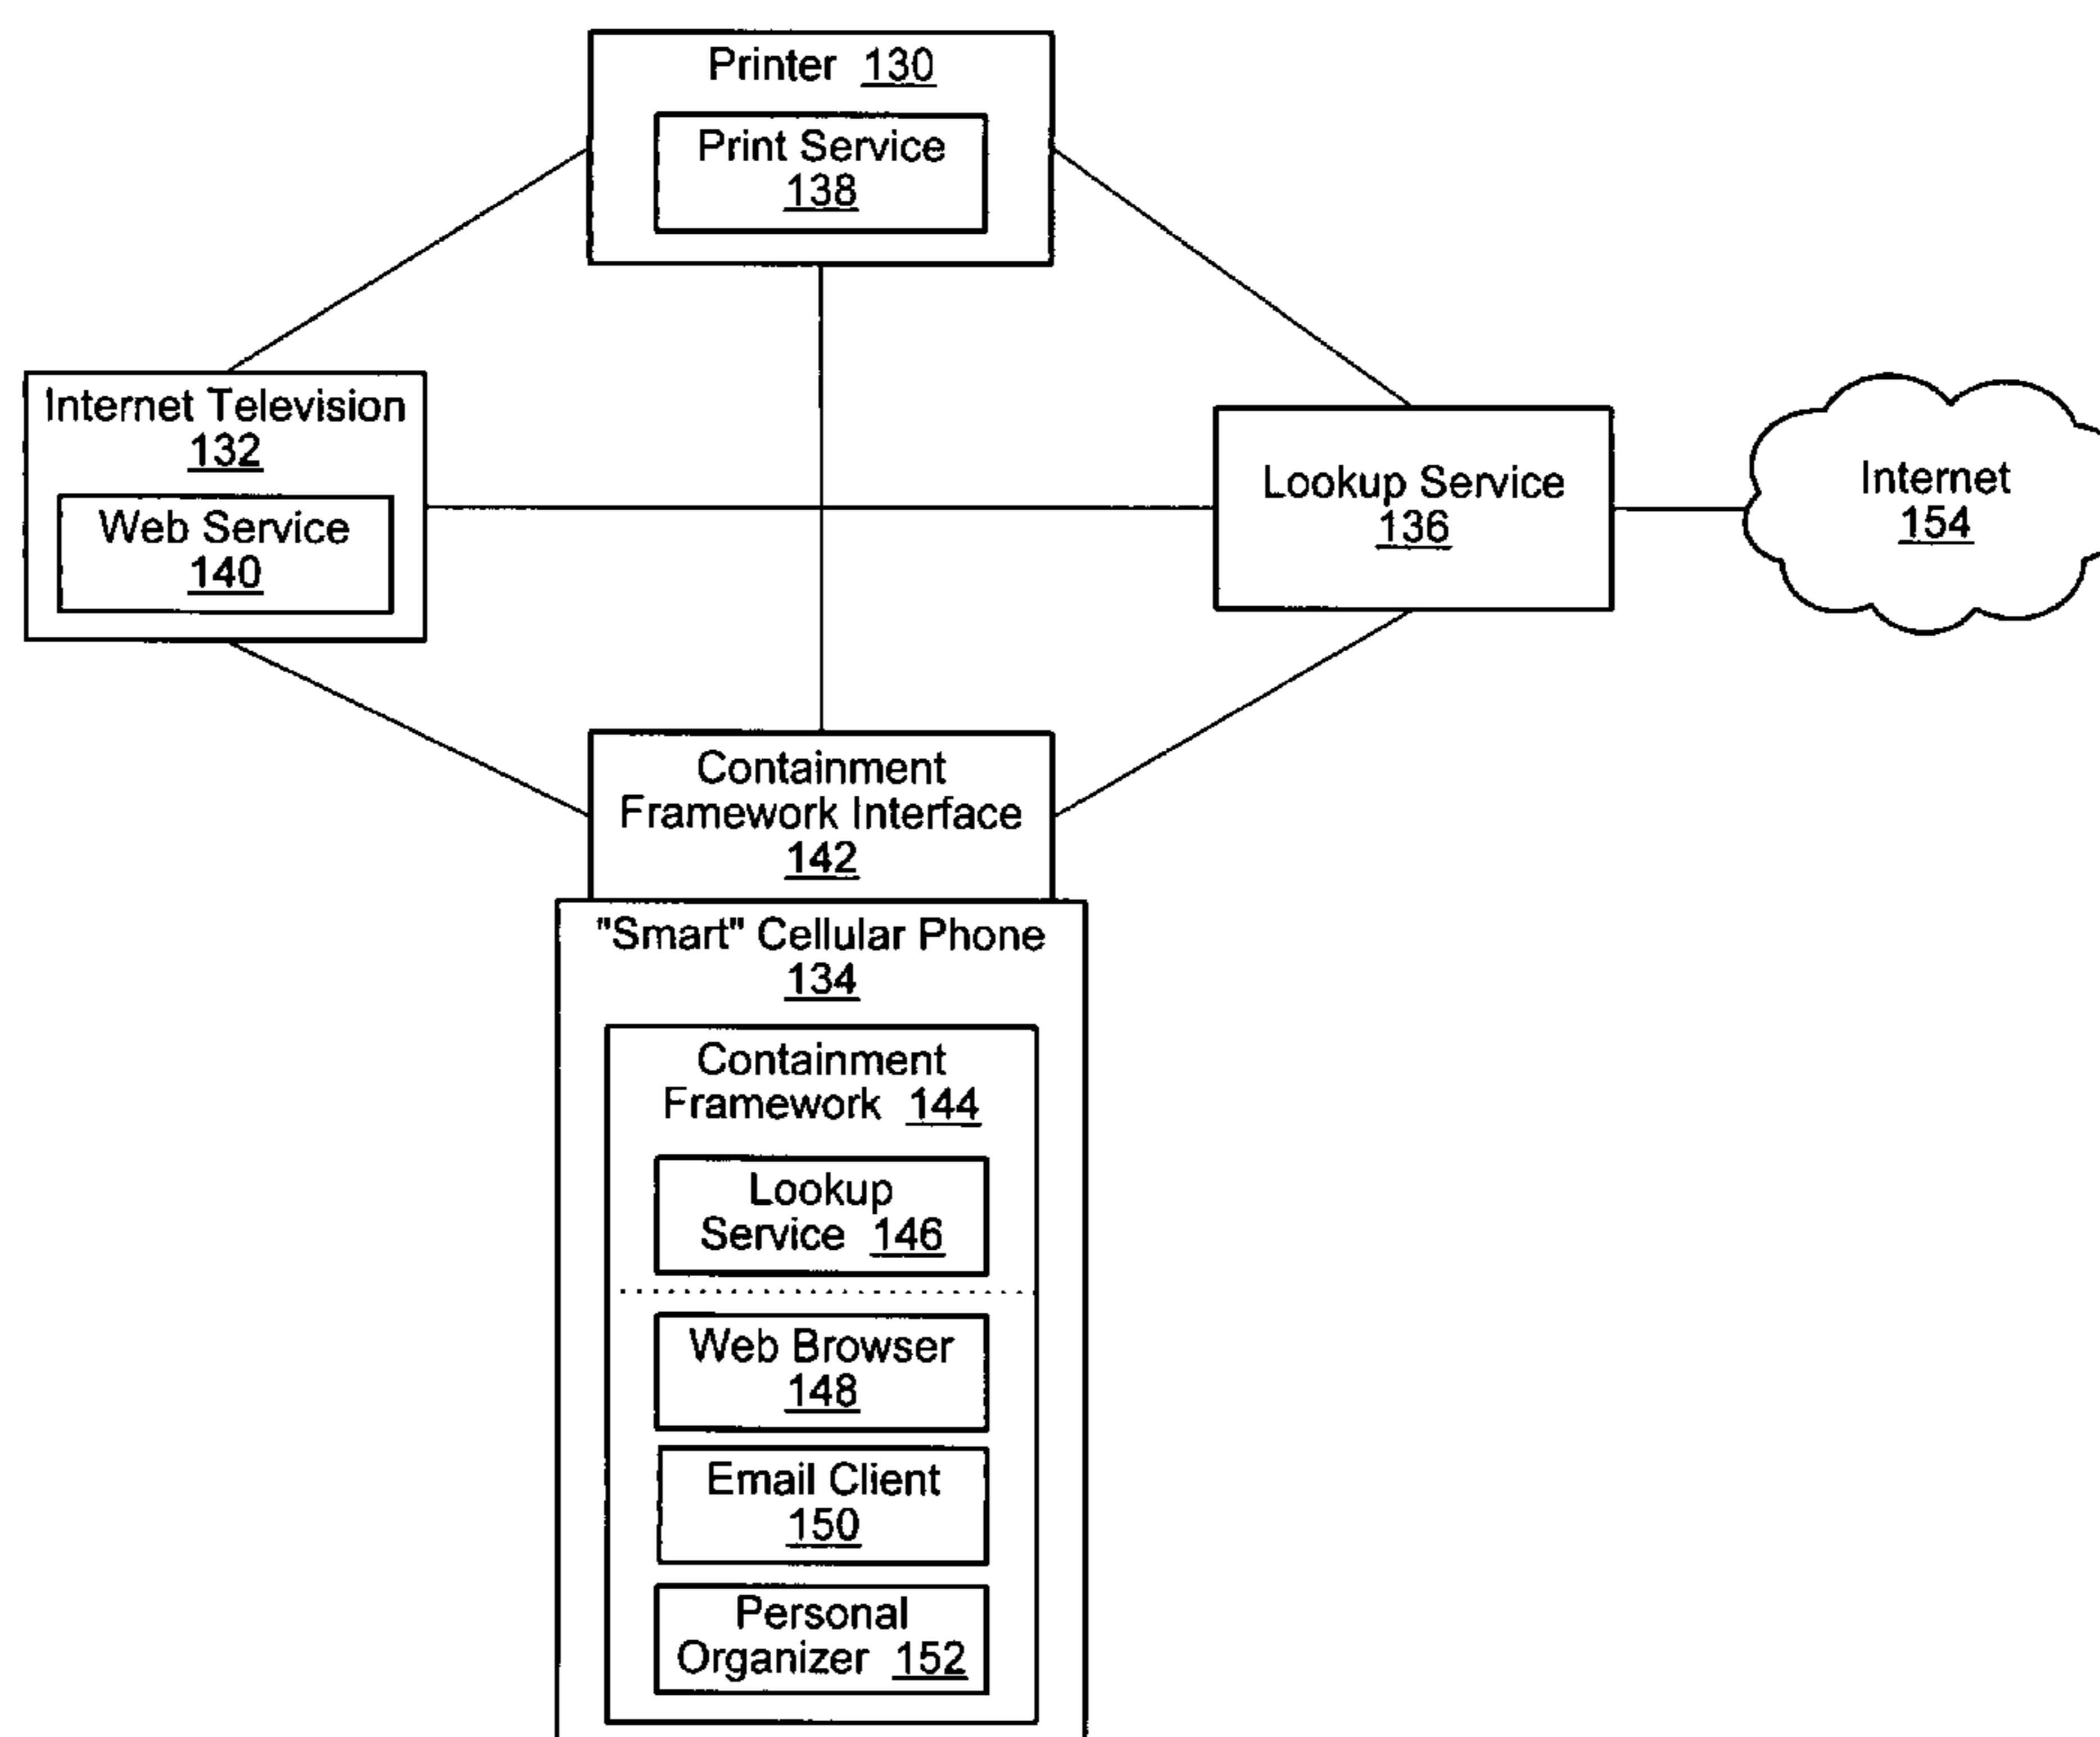 Printer 130
Print Service
138
Internet Television
132
Web Service
140
Lookup Service
136
Internet
154
Containment
Framework Interface
142
"Smart" Cellular Phone
134
Containment
Framework 144
Lookup
Service 146
Web Browser
148
Email Client
150
Personal
Organizer 152